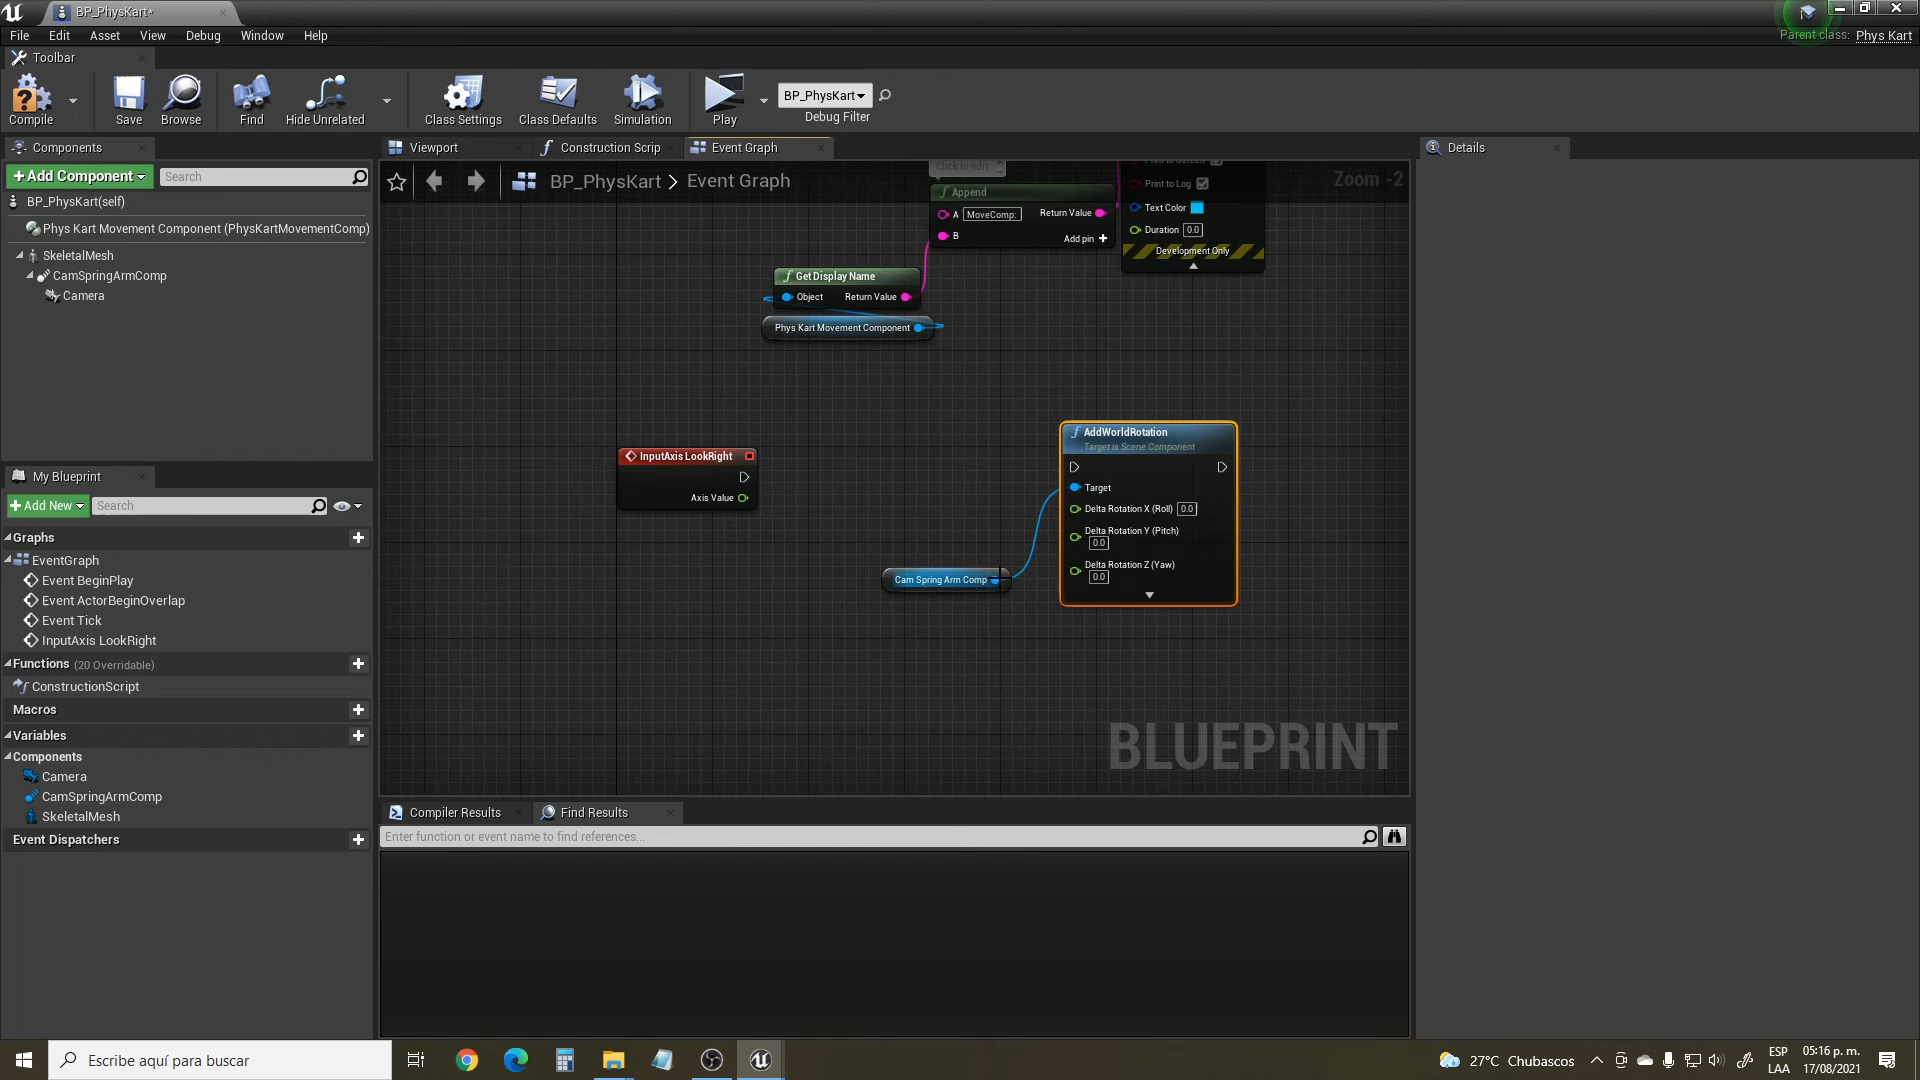 BP_PhysKart*
File Edit Asset View Debug Window Help
Parent class: Phys Kart
Toolbar
Compile
Save
Browse
Find
Hide Unrelated
Class Settings
Class Defaults
Simulation
Play
BP_PhysKart
Debug Filter
Components
Add Component
Search
BP_PhysKart(self)
Phys Kart Movement Component (PhysKartMovementComp)
SkeletalMesh
CamSpringArmComp
Camera
My Blueprint
Add New
Search
Graphs
EventGraph
Event BeginPlay
Event ActorBeginOverlap
Event Tick
InputAxis LookRight
Functions (20 Overridable)
ConstructionScript
Macros
Variables
Components
Camera
CamSpringArmComp
SkeletalMesh
Event Dispatchers
Viewport
Construction Scrip
Event Graph
BP_PhysKart > Event Graph
Zoom -2
Click to edit
Append
A MoveComp:
Return Value
B
Add pin
Print to Screen
Print to Log
Text Color
Duration 0.0
Development Only
Get Display Name
Object Return Value
Phys Kart Movement Component
InputAxis LookRight
Axis Value
AddWorldRotation
Target is Scene Component
Target
Delta Rotation X (Roll) 0.0
Delta Rotation Y (Pitch)
0.0
Delta Rotation Z (Yaw)
0.0
Cam Spring Arm Comp
BLUEPRINT
Details
Compiler Results
Find Results
Enter function or event name to find references...
Escribe aquí para buscar
27°C Chubascos
ESP
LAA
05:16 p. m.
17/08/2021